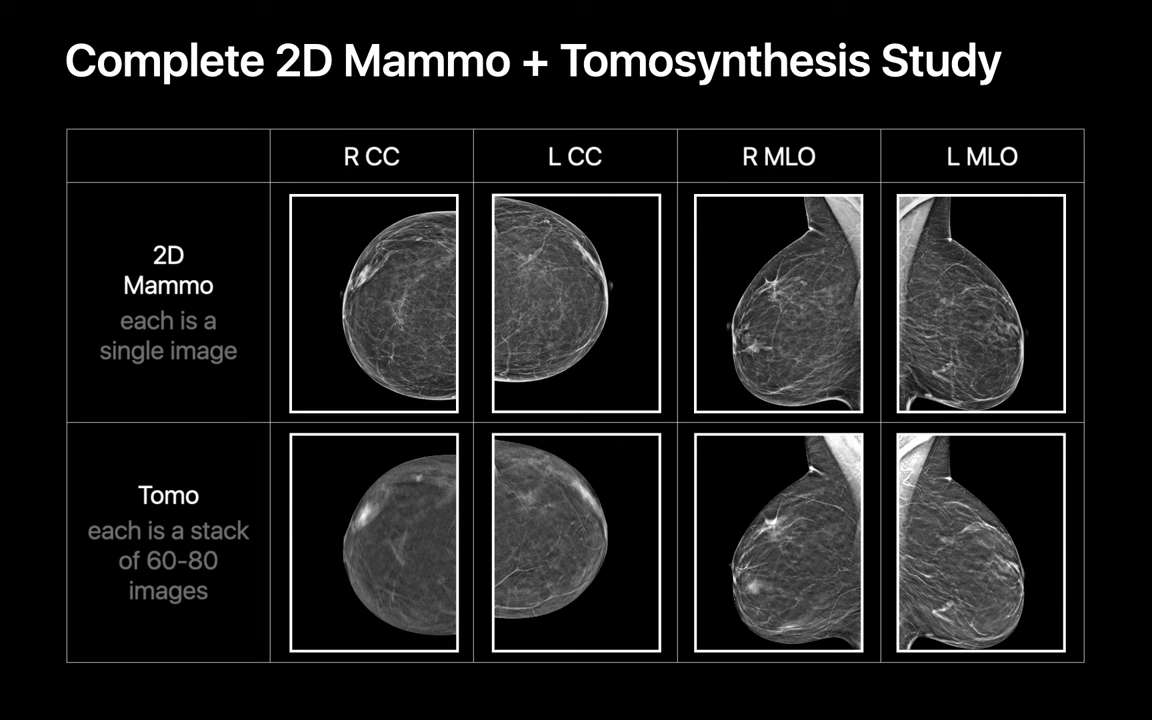 Complete 2D Mammo + Tomosynthesis Study
R CC
L CC
R MLO
L MLO
2D
Mammo
each is a
single image
Tomo
each is a stack
of 60-80
images